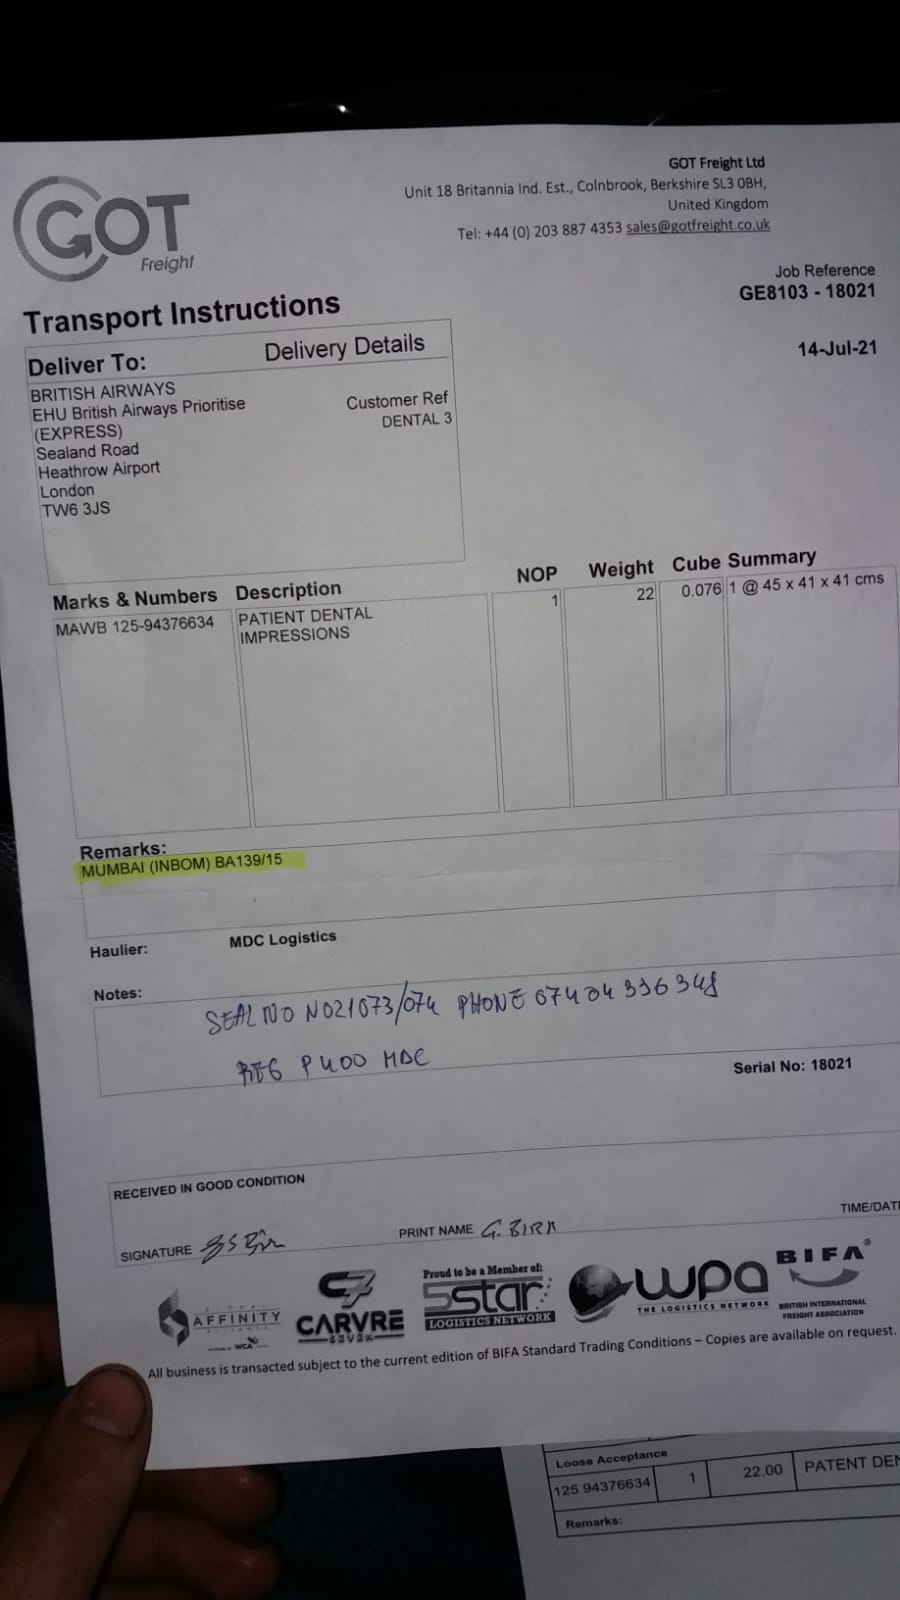 GOT
Freight
GOT Freight Ltd
Unit 18 Britannia Ind. Est., Colnbrook, Berkshire SL3 0BH,
United Kingdom
Tel: +44 (0) 203 887 4353 sales@gotfreight.co.uk
Job Reference
GE8103 - 18021
14-Jul-21
Transport Instructions
Deliver To: Delivery Details
BRITISH AIRWAYS
EHU British Airways Prioritise
(EXPRESS)
Sealand Road
Heathrow Airport
London
TW6 3JS
Customer Ref
DENTAL 3
Marks & Numbers Description NOP Weight Cube Summary
MAWB 125-94376634 PATIENT DENTAL 1 22 0.076 1 @ 45 x 41 x 41 cms
IMPRESSIONS
Remarks:
MUMBAI (INBOM) BA139/15
Haulier: MDC Logistics
Notes:
SEAL NO N021073/074 PHONE 07404336348
REG P400 MDC
Serial No: 18021
RECEIVED IN GOOD CONDITION
TIME/DAT
SIGNATURE PRINT NAME G. BIRK
AFFINITY
WCA
CARVRE
SEVEN
Proud to be a Member of:
5star
LOGISTICS NETWORK
wpa
THE LOGISTICS NETWORK
BIFA
BRITISH INTERNATIONAL
FREIGHT ASSOCIATION
All business is transacted subject to the current edition of BIFA Standard Trading Conditions – Copies are available on request.
Loose Acceptance
125 94376634 1 22.00 PATENT DEN
Remarks: